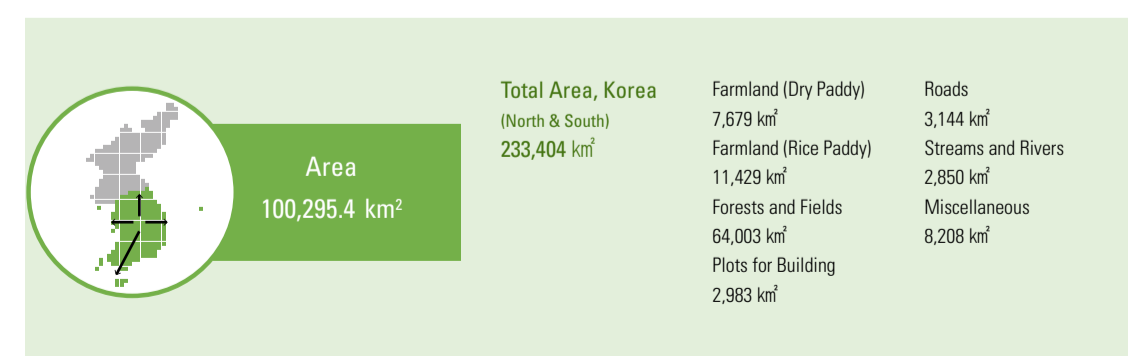 Area
100,295.4 km²
Total Area, Korea
(North & South)
233,404 ㎢
Farmland (Dry Paddy)
7,679 ㎢
Farmland (Rice Paddy)
11,429 ㎢
Forests and Fields
64,003 ㎢
Plots for Building
2,983 ㎢
Roads
3,144 ㎢
Streams and Rivers
2,850 ㎢
Miscellaneous
8,208 ㎢